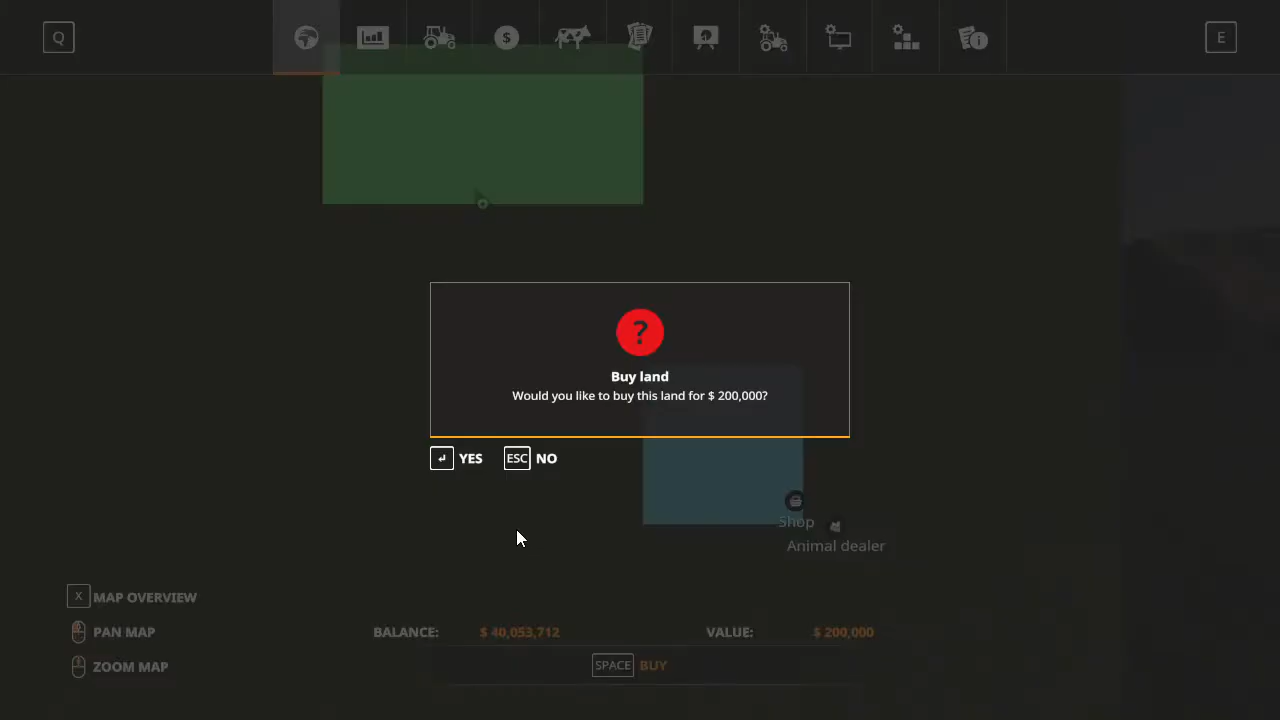 Q
E
?
Buy land
Would you like to buy this land for $ 200,000?
↵ YES ESC NO
Shop
Animal dealer
X MAP OVERVIEW
PAN MAP
BALANCE: $ 40,053,712 VALUE: $ 200,000
ZOOM MAP
SPACE BUY